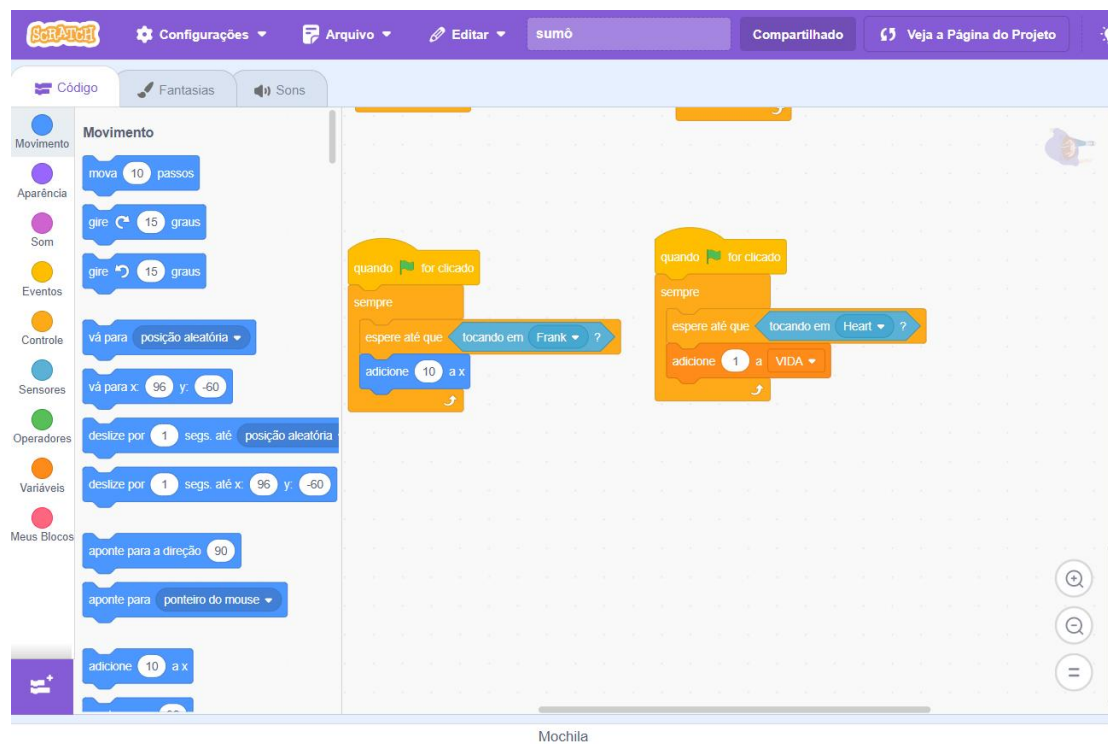 SCRATCH Configurações Arquivo Editar sumô Compartilhado Veja a Página do Projeto
Código Fantasias Sons
Movimento
Aparência
Som
Eventos
Controle
Sensores
Operadores
Variáveis
Meus Blocos
Movimento
mova 10 passos
gire 15 graus
gire 15 graus
vá para posição aleatória
vá para x: 96 y: -60
deslize por 1 segs. até posição aleatória
deslize por 1 segs. até x: 96 y: -60
aponte para a direção 90
aponte para ponteiro do mouse
adicione 10 a x
quando for clicado
sempre
espere até que tocando em Frank ?
adicione 10 a x
quando for clicado
sempre
espere até que tocando em Heart ?
adicione 1 a VIDA
Mochila